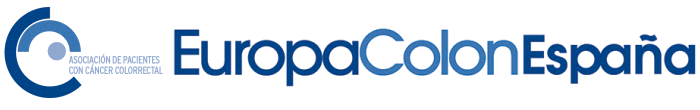 ASOCIACIÓN DE PACIENTES
CON CÁNCER COLORRECTAL
EuropaColonEspaña